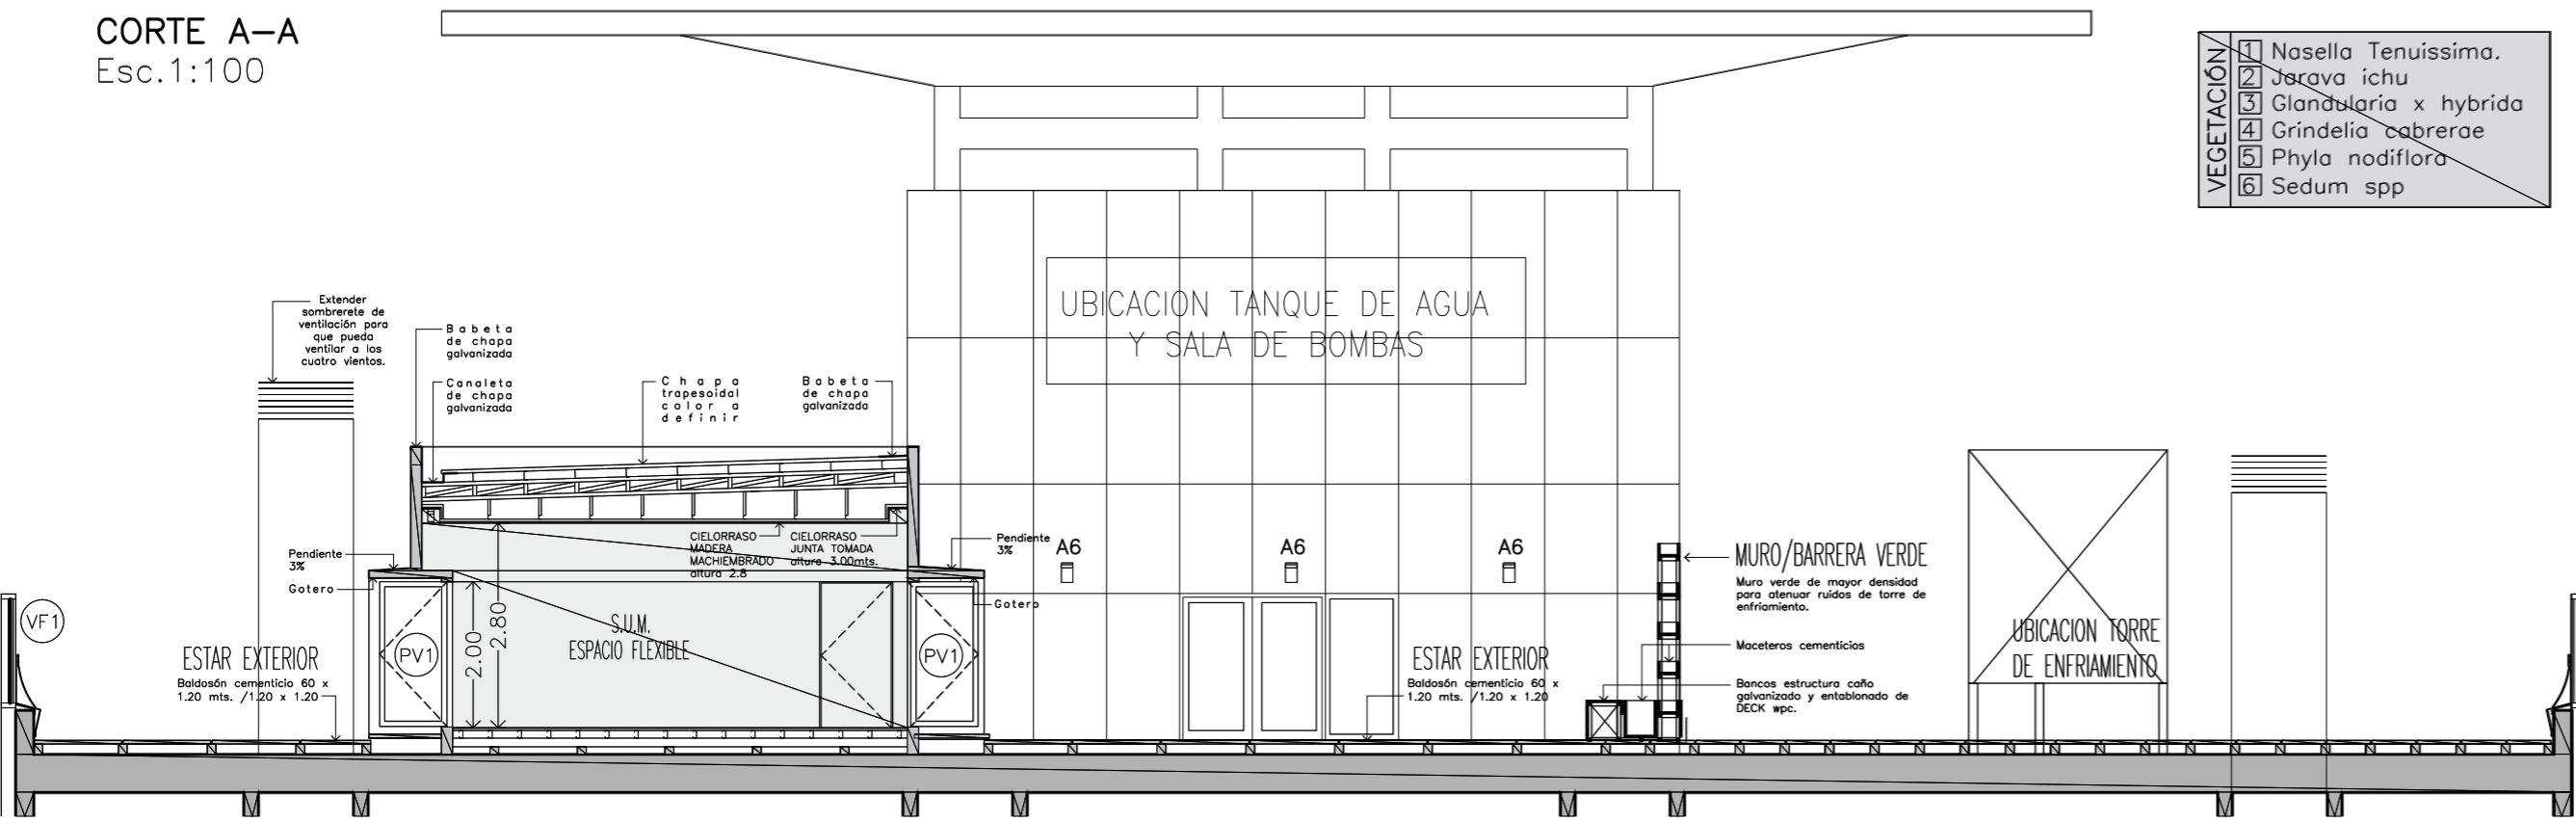 CORTE A-A
Esc.1:100
VEGETACIÓN
1 Nasella Tenuissima.
2 Jarava ichu
3 Glandularia x hybrida
4 Grindelia cabrerae
5 Phyla nodiflora
6 Sedum spp
UBICACION TANQUE DE AGUA
Y SALA DE BOMBAS
Extender
sombrerete de
ventilación para
que pueda
ventilar a los
cuatro vientos.
Babeta
de chapa
galvanizada
Canaleta
de chapa
galvanizada
Chapa
trapesoidal
color a
definir
Babeta
de chapa
galvanizada
CIELORRASO
MADERA
MACHIEMBRADO
altura 2.8
CIELORRASO
JUNTA TOMADA
altura 3.00mts.
Pendiente
3%
Gotero
Pendiente
3%
Gotero
A6
A6
A6
VF1
PV1
2.00
2.80
S.U.M.
ESPACIO FLEXIBLE
PV1
ESTAR EXTERIOR
Baldosón cementicio 60 x
1.20 mts. /1.20 x 1.20
ESTAR EXTERIOR
Baldosón cementicio 60 x
1.20 mts. /1.20 x 1.20
MURO/BARRERA VERDE
Muro verde de mayor densidad
para atenuar ruidos de torre de
enfriamiento.
Maceteros cementicios
Bancos estructura caño
galvanizado y entablonado de
DECK wpc.
UBICACION TORRE
DE ENFRIAMIENTO